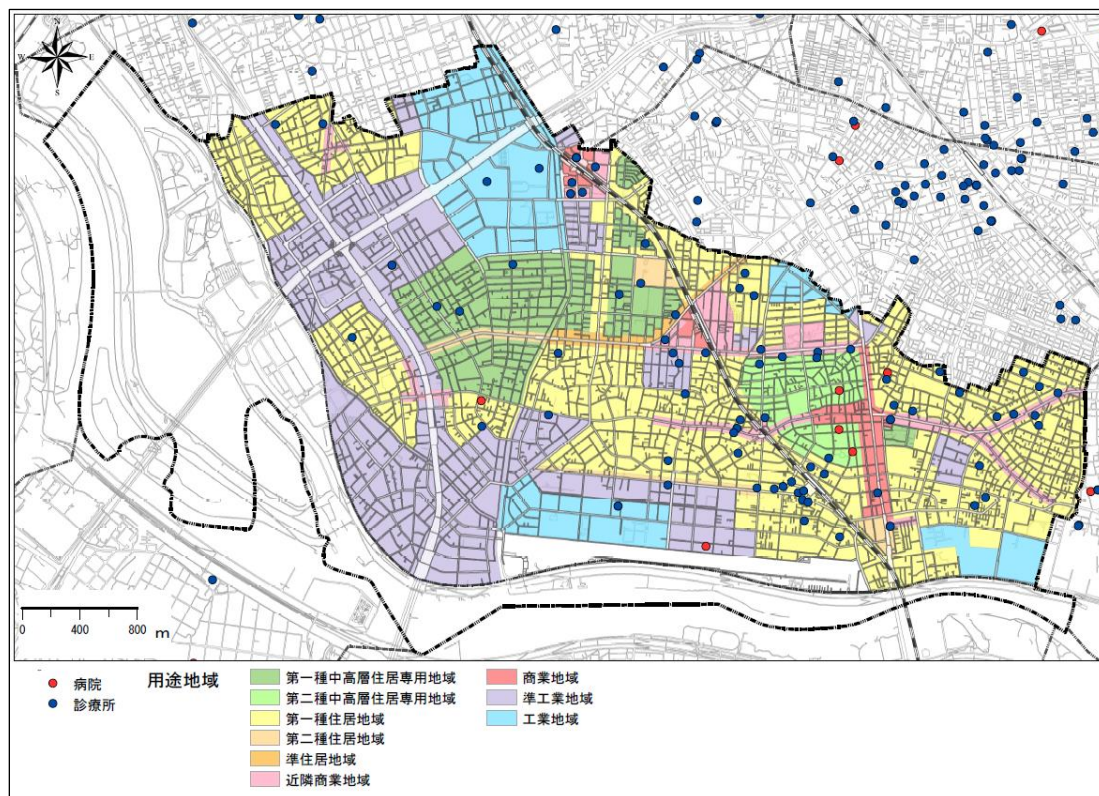 N
W E
S
0 400 800 m
病院
診療所
用途地域
第一種中高層住居専用地域
第二種中高層住居専用地域
第一種住居地域
第二種住居地域
準住居地域
近隣商業地域
商業地域
準工業地域
工業地域